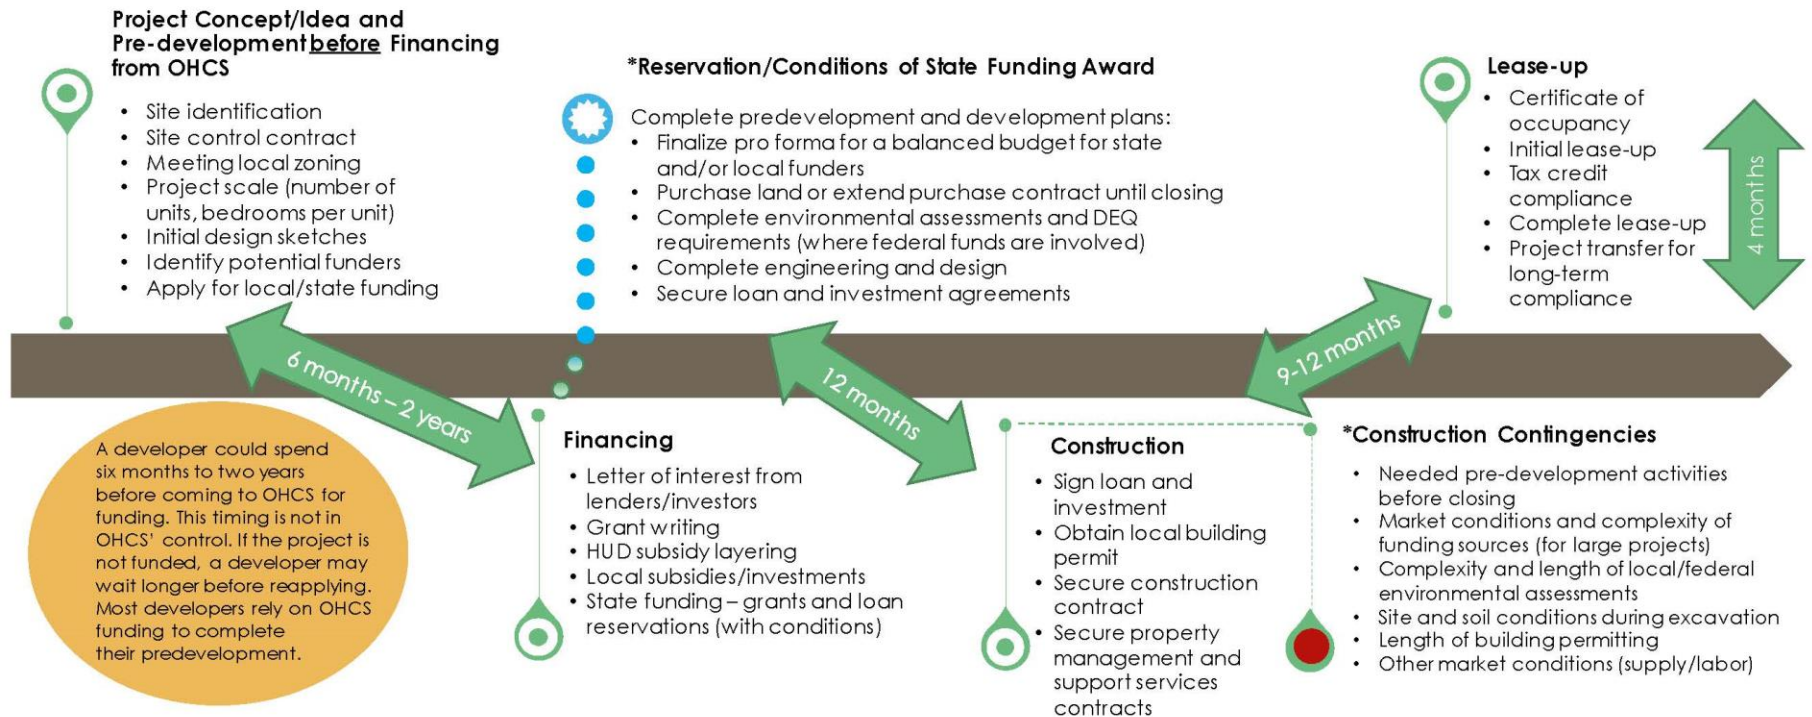 Project Concept/Idea and
Pre-development before Financing
from OHCS
• Site identification
• Site control contract
• Meeting local zoning
• Project scale (number of
units, bedrooms per unit)
• Initial design sketches
• Identify potential funders
• Apply for local/state funding
*Reservation/Conditions of State Funding Award
Complete predevelopment and development plans:
• Finalize pro forma for a balanced budget for state
and/or local funders
• Purchase land or extend purchase contract until closing
• Complete environmental assessments and DEQ
requirements (where federal funds are involved)
• Complete engineering and design
• Secure loan and investment agreements
Lease-up
• Certificate of
occupancy
• Initial lease-up
• Tax credit
compliance
• Complete lease-up
• Project transfer for
long-term
compliance
4 months
6 months – 2 years
12 months
9-12 months
A developer could spend
six months to two years
before coming to OHCS for
funding. This timing is not in
OHCS' control. If the project is
not funded, a developer may
wait longer before reapplying.
Most developers rely on OHCS
funding to complete
their predevelopment.
Financing
• Letter of interest from
lenders/investors
• Grant writing
• HUD subsidy layering
• Local subsidies/investments
• State funding – grants and loan
reservations (with conditions)
Construction
• Sign loan and
investment
• Obtain local building
permit
• Secure construction
contract
• Secure property
management and
support services
contracts
*Construction Contingencies
• Needed pre-development activities
before closing
• Market conditions and complexity of
funding sources (for large projects)
• Complexity and length of local/federal
environmental assessments
• Site and soil conditions during excavation
• Length of building permitting
• Other market conditions (supply/labor)